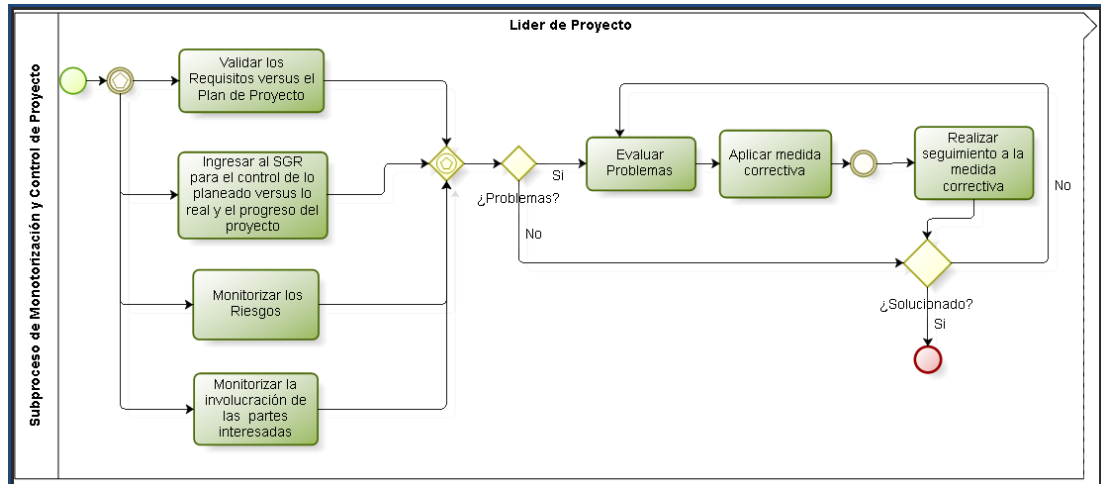 Lider de Proyecto
Subproceso de Monotorización y Control de Proyecto
Validar los
Requisitos versus el
Plan de Proyecto
Ingresar al SGR
para el control de lo
planeado versus lo
real y el progreso del
proyecto
Monitorizar los
Riesgos
Monitorizar la
involucración de
las partes
interesadas
¿Problemas?
Si
No
Evaluar
Problemas
Aplicar medida
correctiva
Realizar
seguimiento a la
medida
correctiva
No
¿Solucionado?
Si